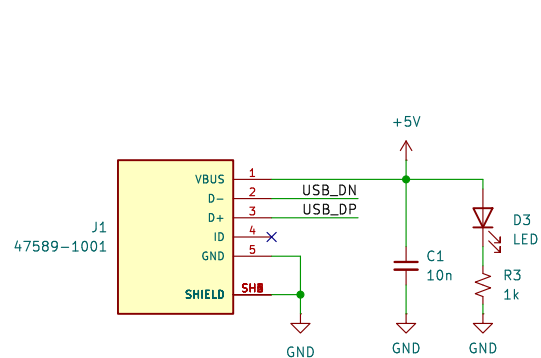 +5V
VBUS 1
D- 2 USB_DN
D+ 3 USB_DP
ID 4
GND 5
SHIELD
J1
47589-1001
D3
LED
C1
10n
R3
1k
GND
GND
GND